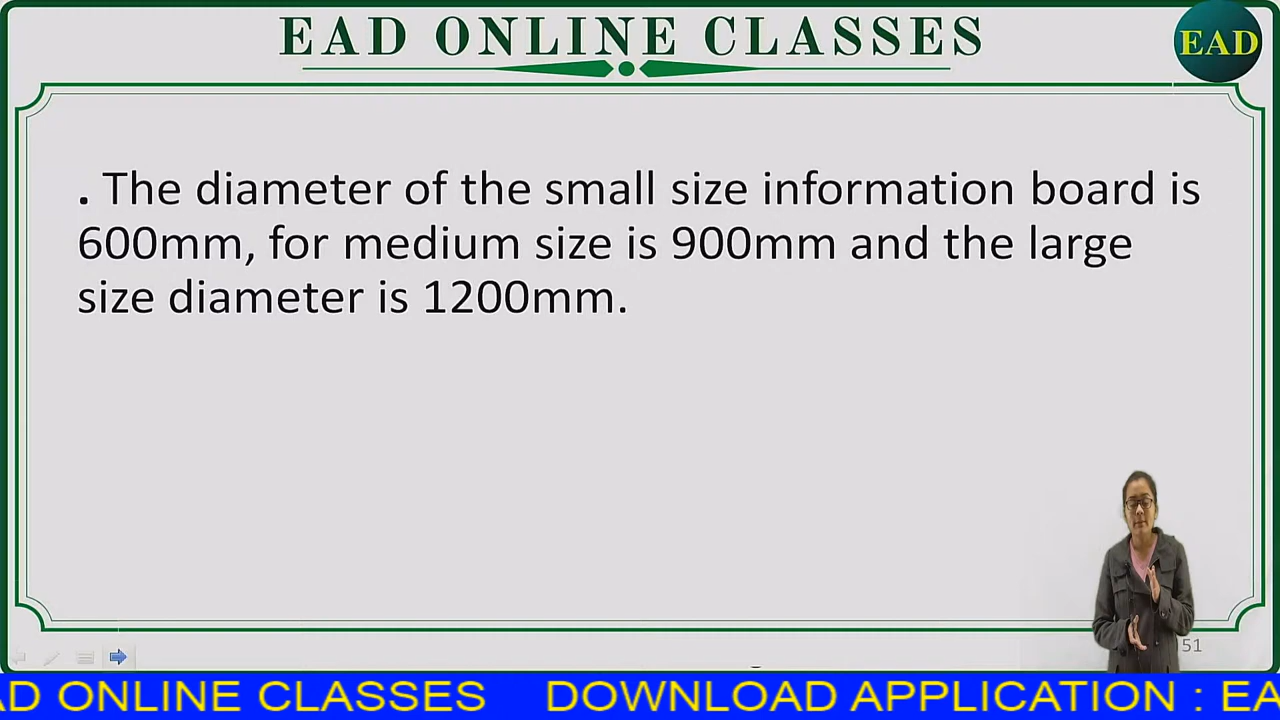 EAD ONLINE CLASSES
EAD
. The diameter of the small size information board is
600mm, for medium size is 900mm and the large
size diameter is 1200mm.
51
AD ONLINE CLASSES DOWNLOAD APPLICATION : EA